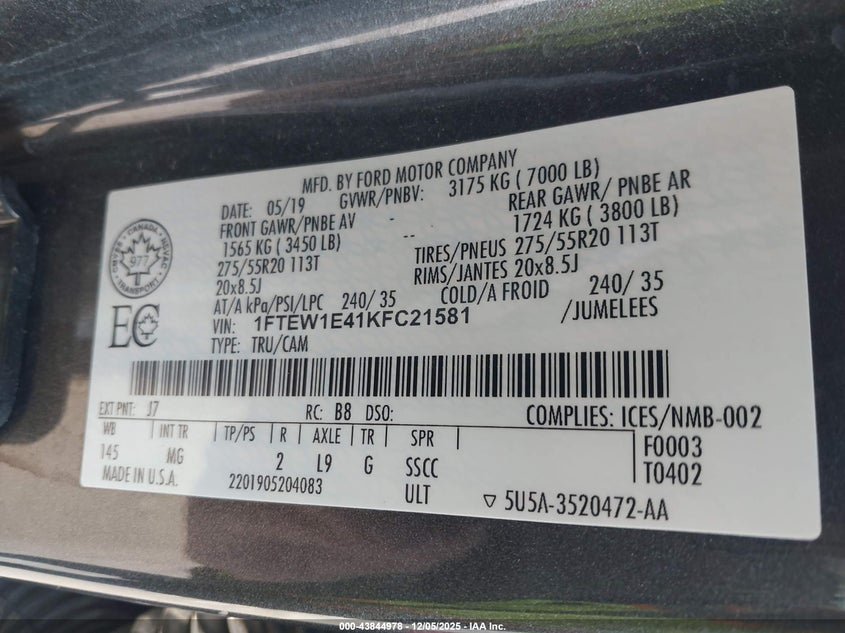 MFD. BY FORD MOTOR COMPANY
DATE: 05/19 GVWR/PNBV: 3175 KG ( 7000 LB)
FRONT GAWR/PNBE AV - REAR GAWR/ PNBE AR
1565 KG ( 3450 LB) -- 1724 KG ( 3800 LB)
275/55R20 113T TIRES/PNEUS 275/55R20 113T
20x8.5J RIMS/JANTES 20x8.5J
AT/A kPa/PSI/LPC 240/ 35 COLD/A FROID 240/ 35
VIN: 1FTEW1E41KFC21581 /JUMELEES
TYPE: TRU/CAM
CANADA
977
TRANSPORT
EC
EXT PNT: J7 RC: B8 DSO: COMPLIES: ICES/NMB-002
WB INT TR TP/PS R AXLE TR SPR F0003
145 MG 2 L9 G SSCC T0402
MADE IN U.S.A. 2201905204083 ULT ▽ 5U5A-3520472-AA
000-43844978 - 12/05/2025 - IAA Inc.